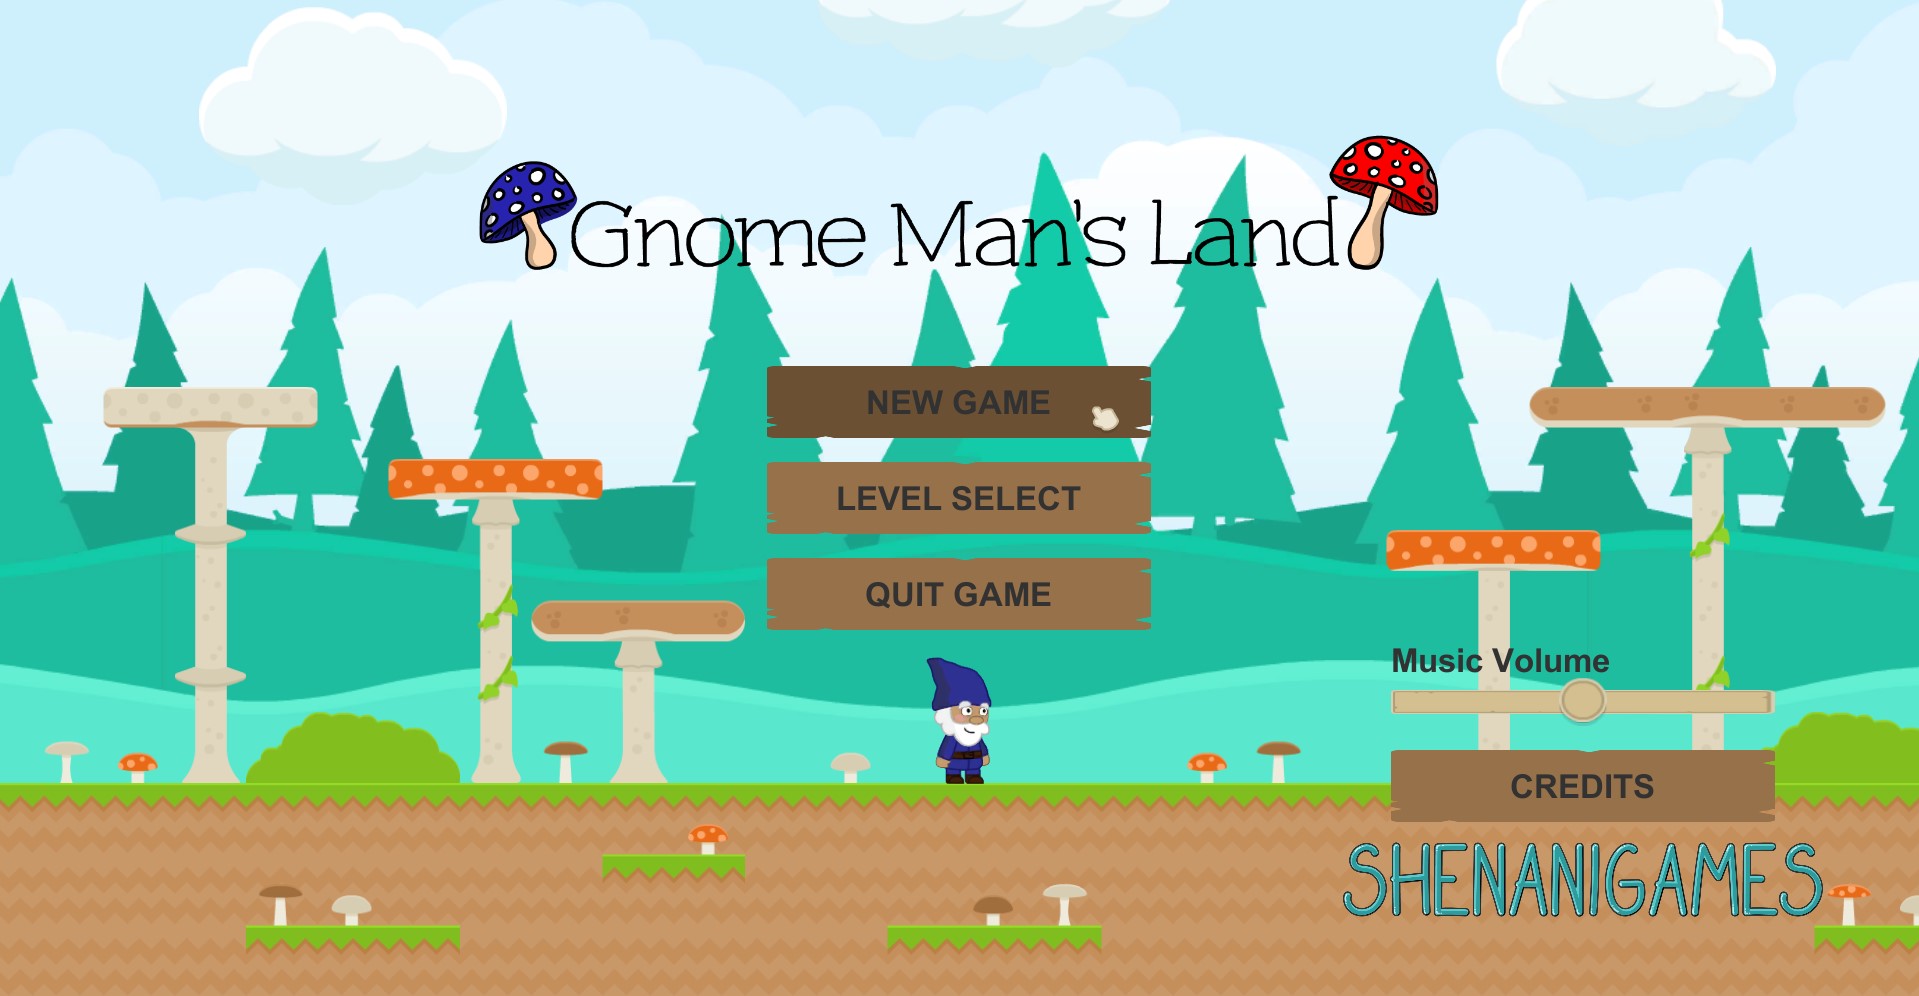 Gnome Man's Land
NEW GAME
LEVEL SELECT
QUIT GAME
Music Volume
CREDITS
SHENANIGAMES